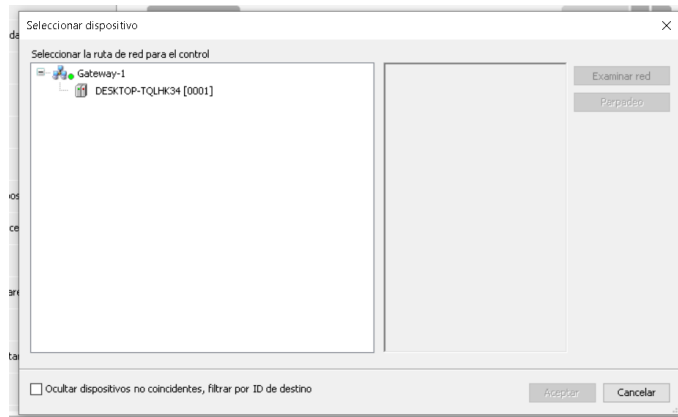 Seleccionar dispositivo
Seleccionar la ruta de red para el control
Gateway-1
DESKTOP-TQLHK34 [0001]
Examinar red
Parpadeo
Ocultar dispositivos no coincidentes, filtrar por ID de destino
Aceptar
Cancelar